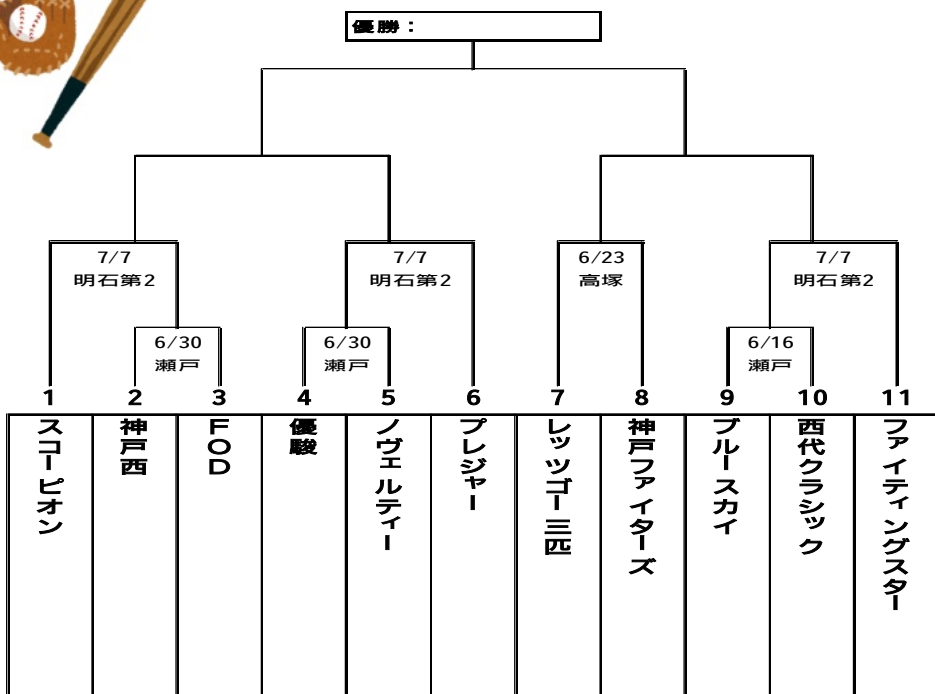 優勝：
7/7
明石第2
7/7
明石第2
6/23
高塚
7/7
明石第2
6/30
瀬戸
6/30
瀬戸
6/16
瀬戸
1
2
3
4
5
6
7
8
9
10
11
スコーピオン
神戸西
FOD
優駿
ノヴェルティー
プレジャー
レッツゴー三匹
神戸ファイターズ
ブルースカイ
西代クラシック
ファイティングスター